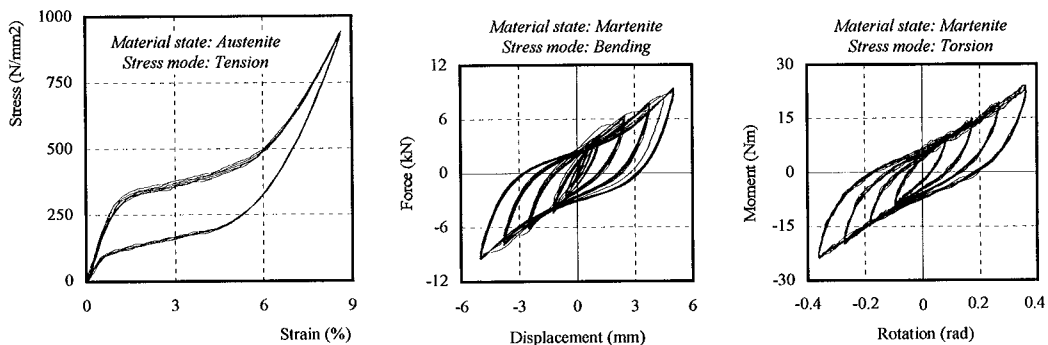 Material state: Austenite
Stress mode: Tension
Stress (N/mm2)
1000
750
500
250
0
0
3
6
9
Strain (%)
Material state: Martenite
Stress mode: Bending
Force (kN)
12
6
0
-6
-12
-6
-3
0
3
6
Displacement (mm)
Material state: Martenite
Stress mode: Torsion
Moment (Nm)
30
15
0
-15
-30
-0.4
-0.2
0
0.2
0.4
Rotation (rad)